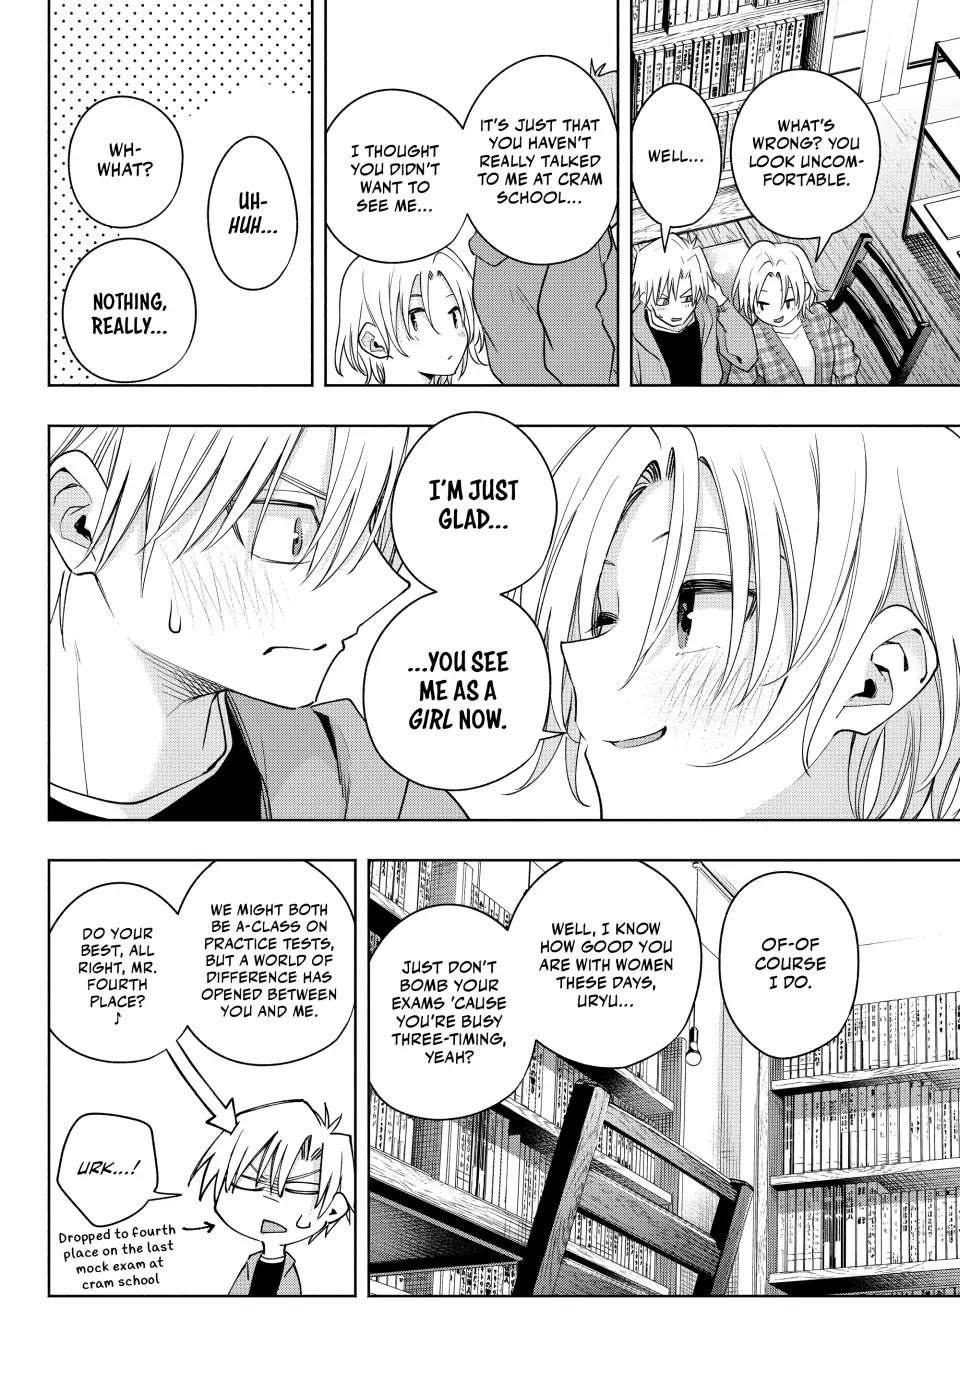 WHAT'S
WRONG? YOU
LOOK UNCOM-
FORTABLE.
WELL...
IT'S JUST THAT
YOU HAVEN'T
REALLY TALKED
TO ME AT CRAM
SCHOOL...
I THOUGHT
YOU DIDN'T
WANT TO
SEE ME...
UH-
HUH...
WH-
WHAT?
NOTHING,
REALLY...
I'M JUST
GLAD...
...YOU SEE
ME AS A
GIRL NOW.
OF-OF
COURSE
I DO.
WELL, I KNOW
HOW GOOD YOU
ARE WITH WOMEN
THESE DAYS,
URYU...
JUST DON'T
BOMB YOUR
EXAMS 'CAUSE
YOU'RE BUSY
THREE-TIMING,
YEAH?
WE MIGHT BOTH
BE A-CLASS ON
PRACTICE TESTS,
BUT A WORLD OF
DIFFERENCE HAS
OPENED BETWEEN
YOU AND ME.
DO YOUR
BEST, ALL
RIGHT, MR.
FOURTH
PLACE?
♪
URK...!
Dropped to fourth
place on the last
mock exam at
cram school